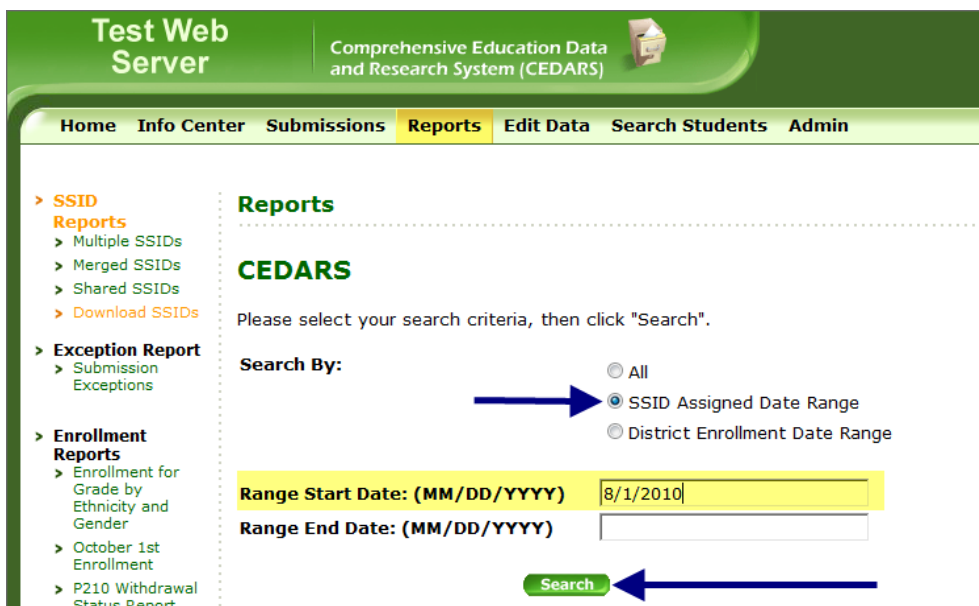 Test Web
Server
Comprehensive Education Data
and Research System (CEDARS)
Home Info Center Submissions Reports Edit Data Search Students Admin
SSID
Reports
Multiple SSIDs
Merged SSIDs
Shared SSIDs
Download SSIDs
Exception Report
Submission
Exceptions
Enrollment
Reports
Enrollment for
Grade by
Ethnicity and
Gender
October 1st
Enrollment
P210 Withdrawal
Status Report
Reports
CEDARS
Please select your search criteria, then click "Search".
Search By:
All
SSID Assigned Date Range
District Enrollment Date Range
Range Start Date: (MM/DD/YYYY) 8/1/2010
Range End Date: (MM/DD/YYYY)
Search